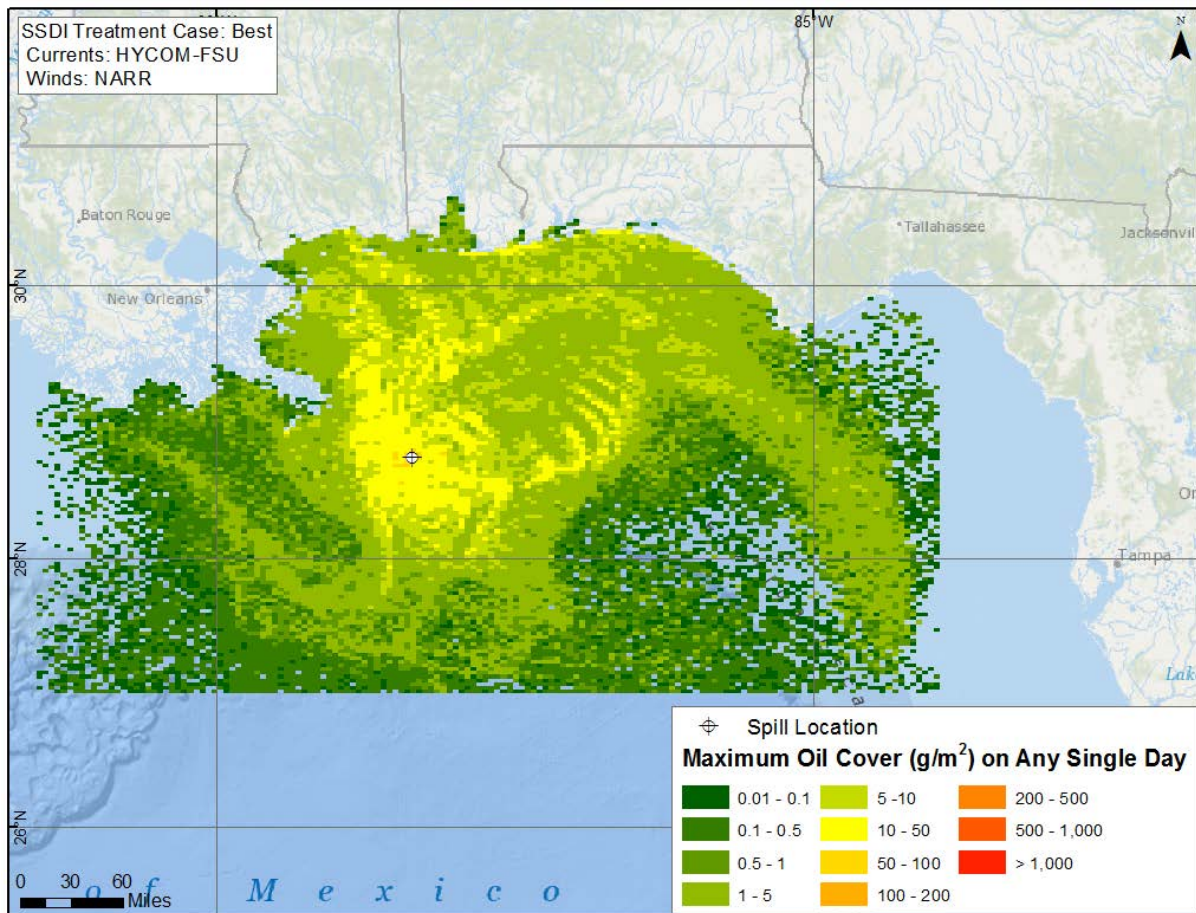 SSDI Treatment Case: Best
Currents: HYCOM-FSU
Winds: NARR
85°W
N
Baton Rouge
Tallahassee
Jacksonvil
30°N
New Orleans
Or
28°N
Tampa
Lake
26°N
0 30 60
Miles
o f M e x i c o
Spill Location
Maximum Oil Cover (g/m²) on Any Single Day
0.01 - 0.1
0.1 - 0.5
0.5 - 1
1 - 5
5 -10
10 - 50
50 - 100
100 - 200
200 - 500
500 - 1,000
> 1,000